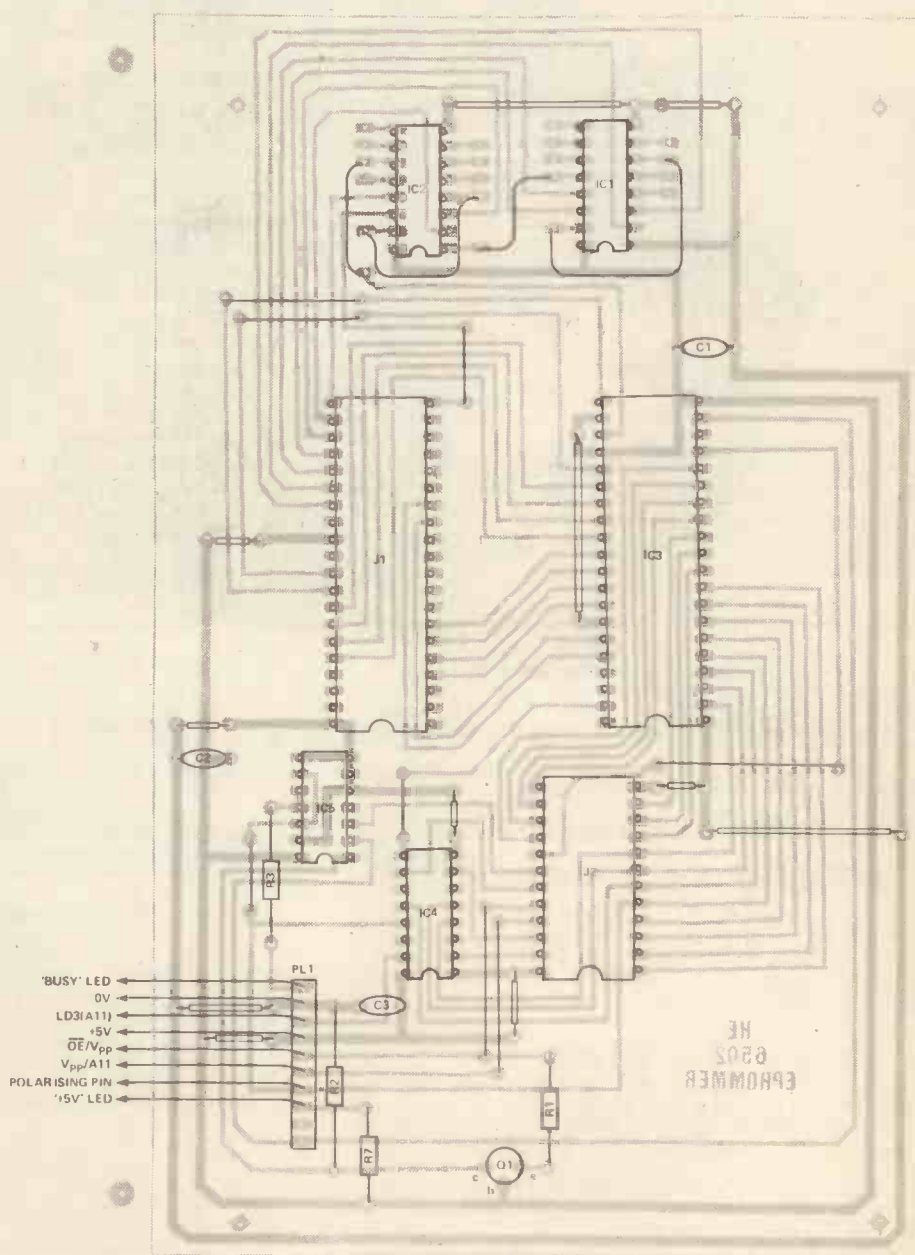 IC2
IC1
C1
J1
IC3
C2
IC5
R3
IC4
J2
PL1
'BUSY' LED
0V
LD3(A11)
+5V
OE/Vpp
Vpp/A11
POLARISING PIN
'+5V' LED
C3
R2
R1
R7
Q1
c
b
e
HE
6502
EPROMMER